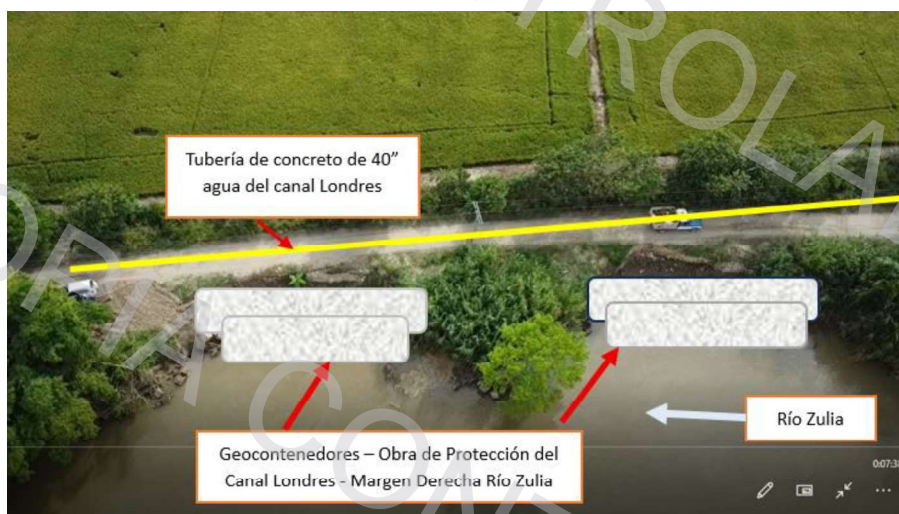 Tubería de concreto de 40”
agua del canal Londres
Río Zulia
Geocontenedores – Obra de Protección del
Canal Londres - Margen Derecha Río Zulia